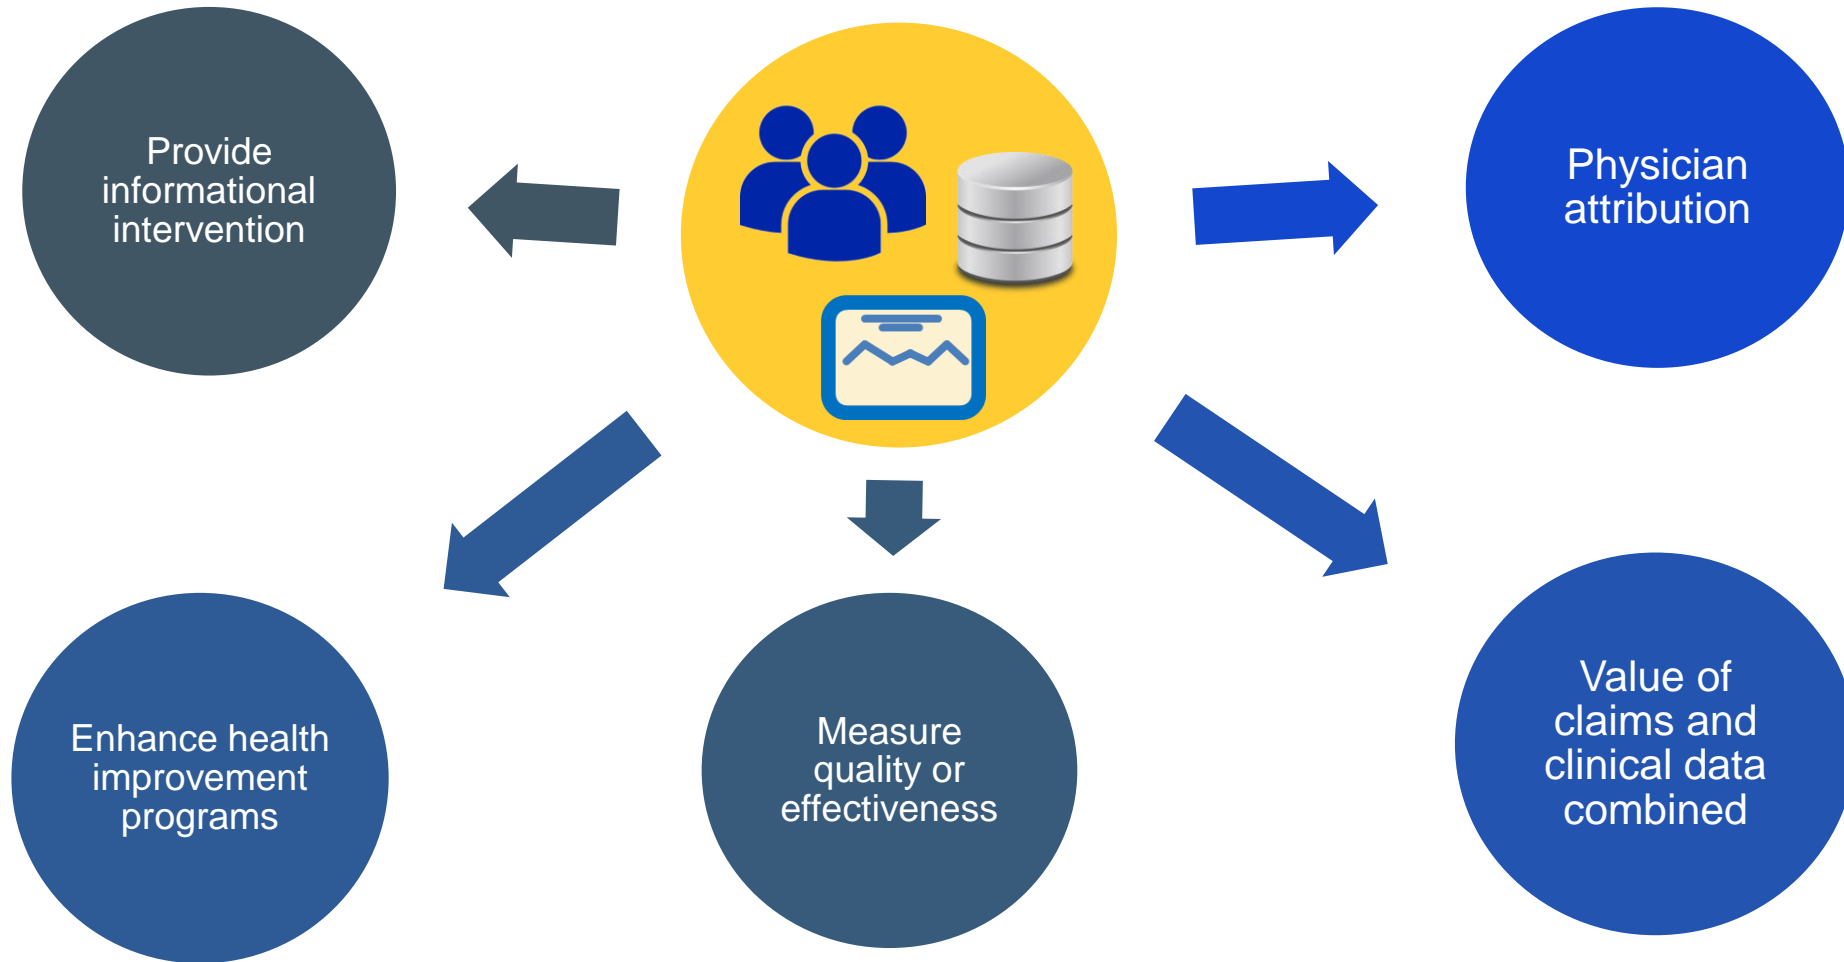 Provide
informational
intervention
Physician
attribution
Enhance health
improvement
programs
Measure
quality or
effectiveness
Value of
claims and
clinical data
combined